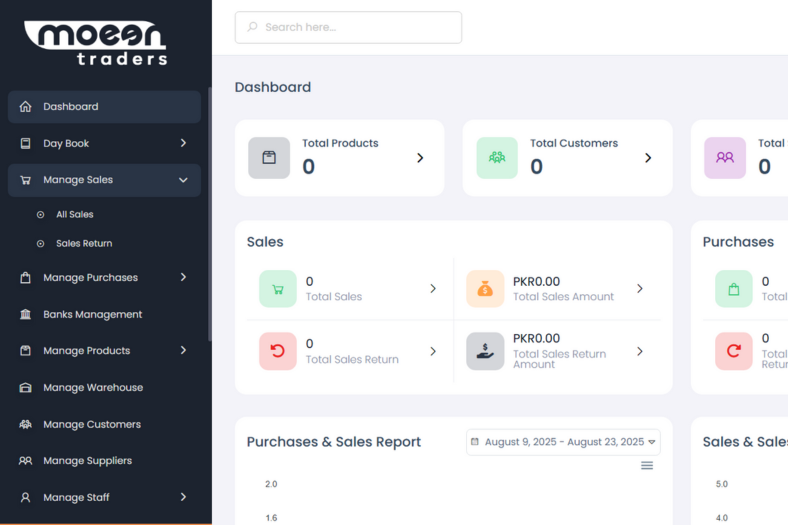 moeen
traders
Search here...
Dashboard
Day Book
Manage Sales
All Sales
Sales Return
Manage Purchases
Banks Management
Manage Products
Manage Warehouse
Manage Customers
Manage Suppliers
Manage Staff
Dashboard
Total Products
0
Total Customers
0
Total
0
Sales
0
Total Sales
PKR0.00
Total Sales Amount
0
Total Sales Return
PKR0.00
Total Sales Return
Amount
Purchases
0
Total
0
Total
Retur
Purchases & Sales Report
August 9, 2025 - August 23, 2025
2.0
1.6
Sales & Sales
5.0
4.0